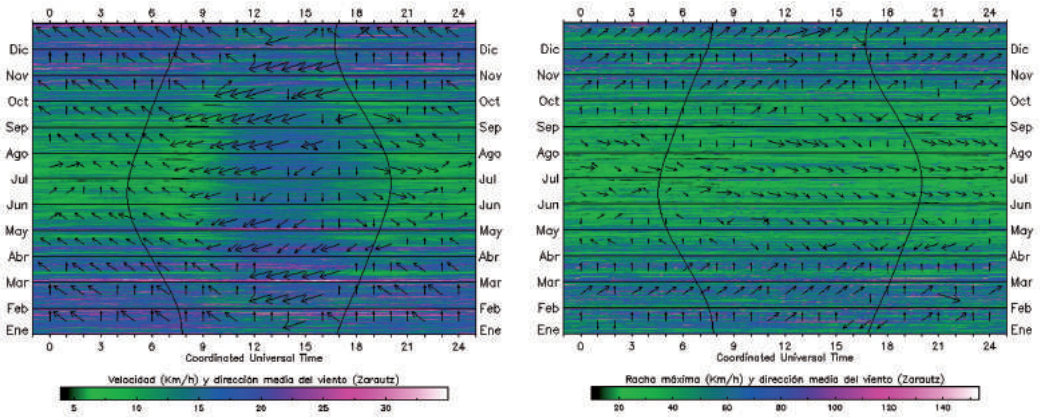 0 3 6 9 12 15 18 21 24
0 3 6 9 12 15 18 21 24
Dic Dic Dic Dic
Nov Nov Nov Nov
Oct Oct Oct Oct
Sep Sep Sep Sep
Ago Ago Ago Ago
Jul Jul Jul Jul
Jun Jun Jun Jun
May May May May
Abr Abr Abr Abr
Mar Mar Mar Mar
Feb Feb Feb Feb
Ene Ene Ene Ene
0 3 6 9 12 15 18 21 24
0 3 6 9 12 15 18 21 24
Coordinated Universal Time
Coordinated Universal Time
Velocidad (Km/h) y dirección media del viento (Zarautz)
5 10 15 20 25 30
Racha máxima (Km/h) y dirección media del viento (Zarautz)
20 40 60 80 100 120 140